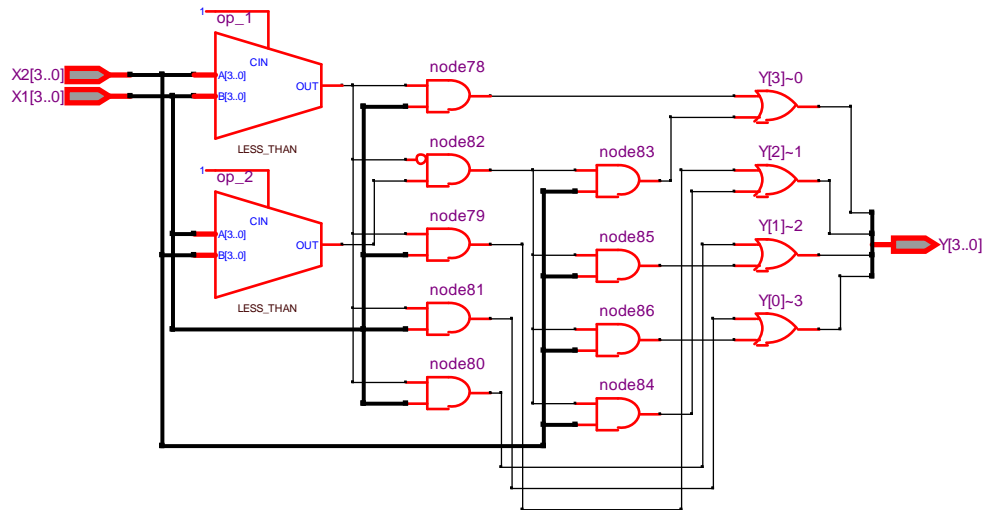 1
op_1
CIN
X2[3..0]
X1[3..0]
A[3..0]
B[3..0]
OUT
LESS_THAN
1
op_2
CIN
A[3..0]
B[3..0]
OUT
LESS_THAN
node78
node82
node79
node81
node80
node83
node85
node86
node84
Y[3]~0
Y[2]~1
Y[1]~2
Y[0]~3
Y[3..0]